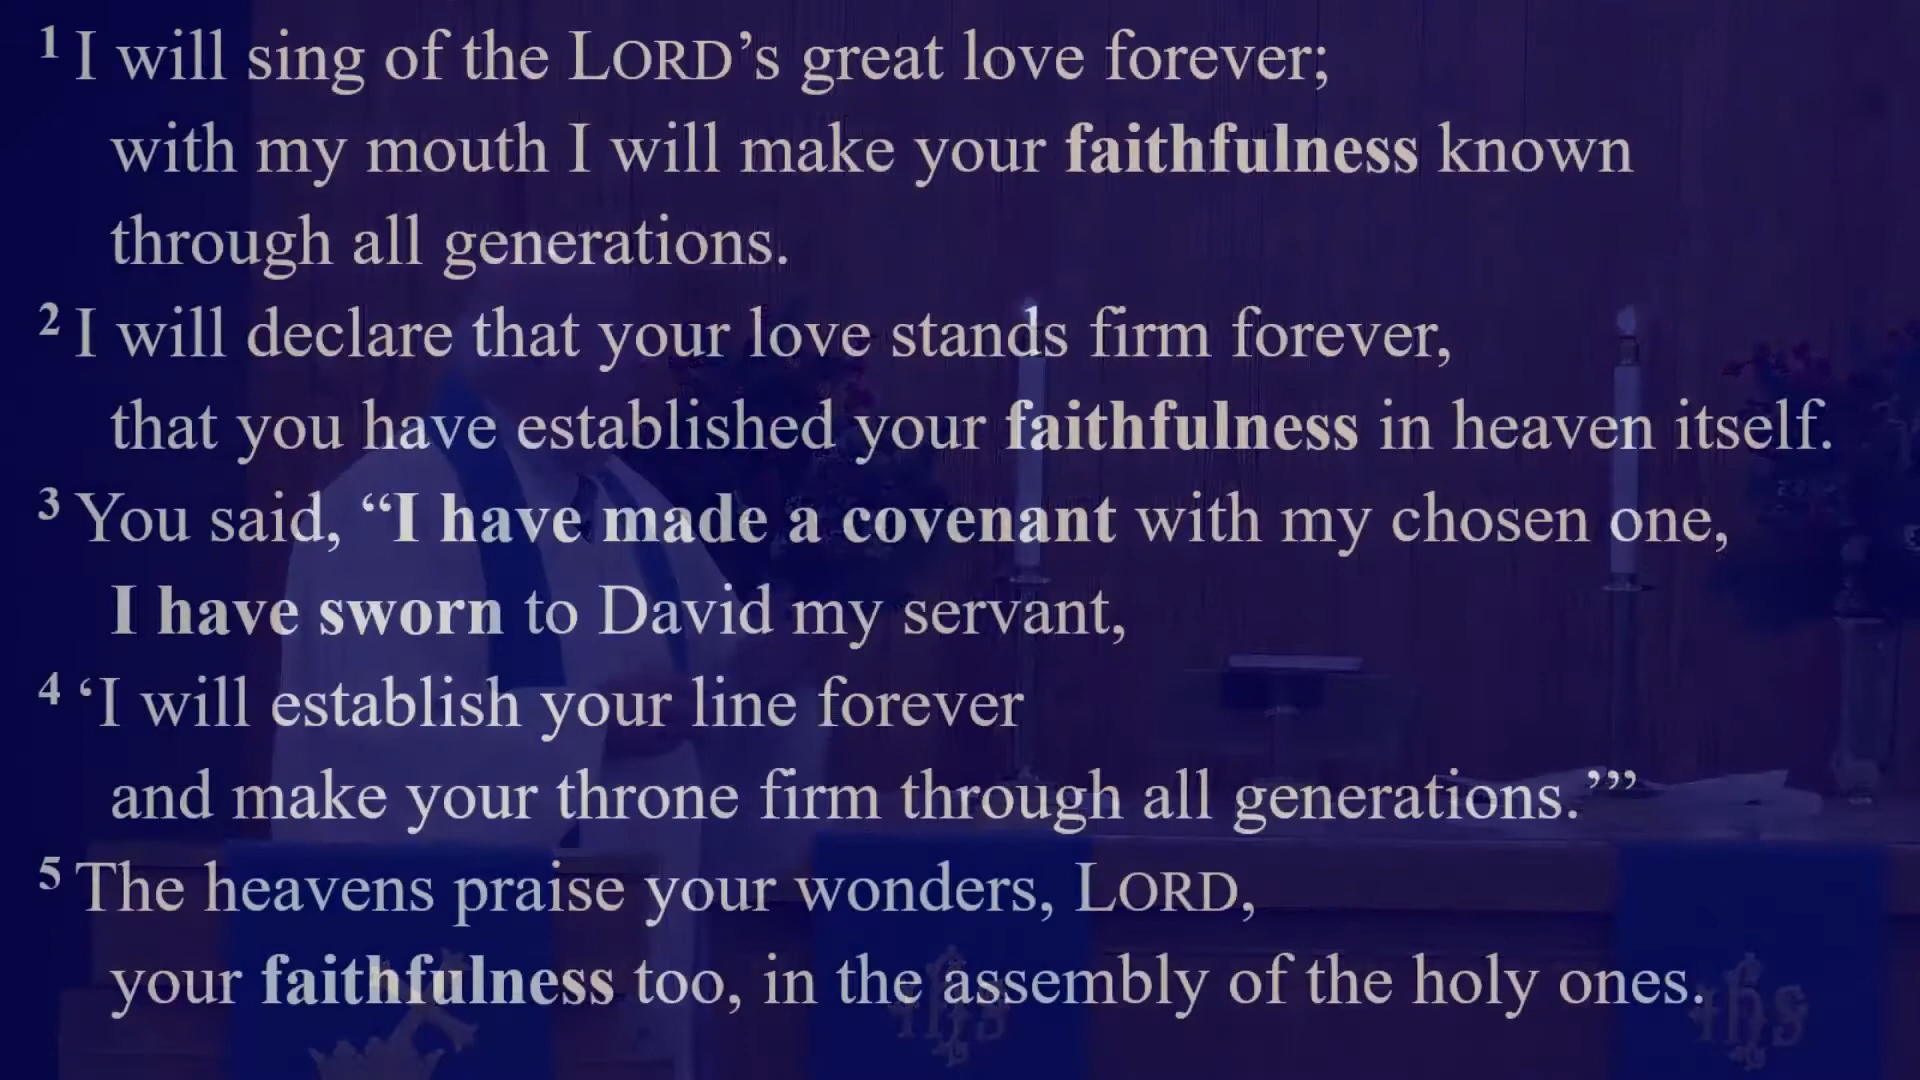 1 I will sing of the LORD’s great love forever;
with my mouth I will make your faithfulness known
through all generations.
2 I will declare that your love stands firm forever,
that you have established your faithfulness in heaven itself.
3 You said, “I have made a covenant with my chosen one,
I have sworn to David my servant,
4 ‘I will establish your line forever
and make your throne firm through all generations.’”
5 The heavens praise your wonders, LORD,
your faithfulness too, in the assembly of the holy ones.
ihs
ihs